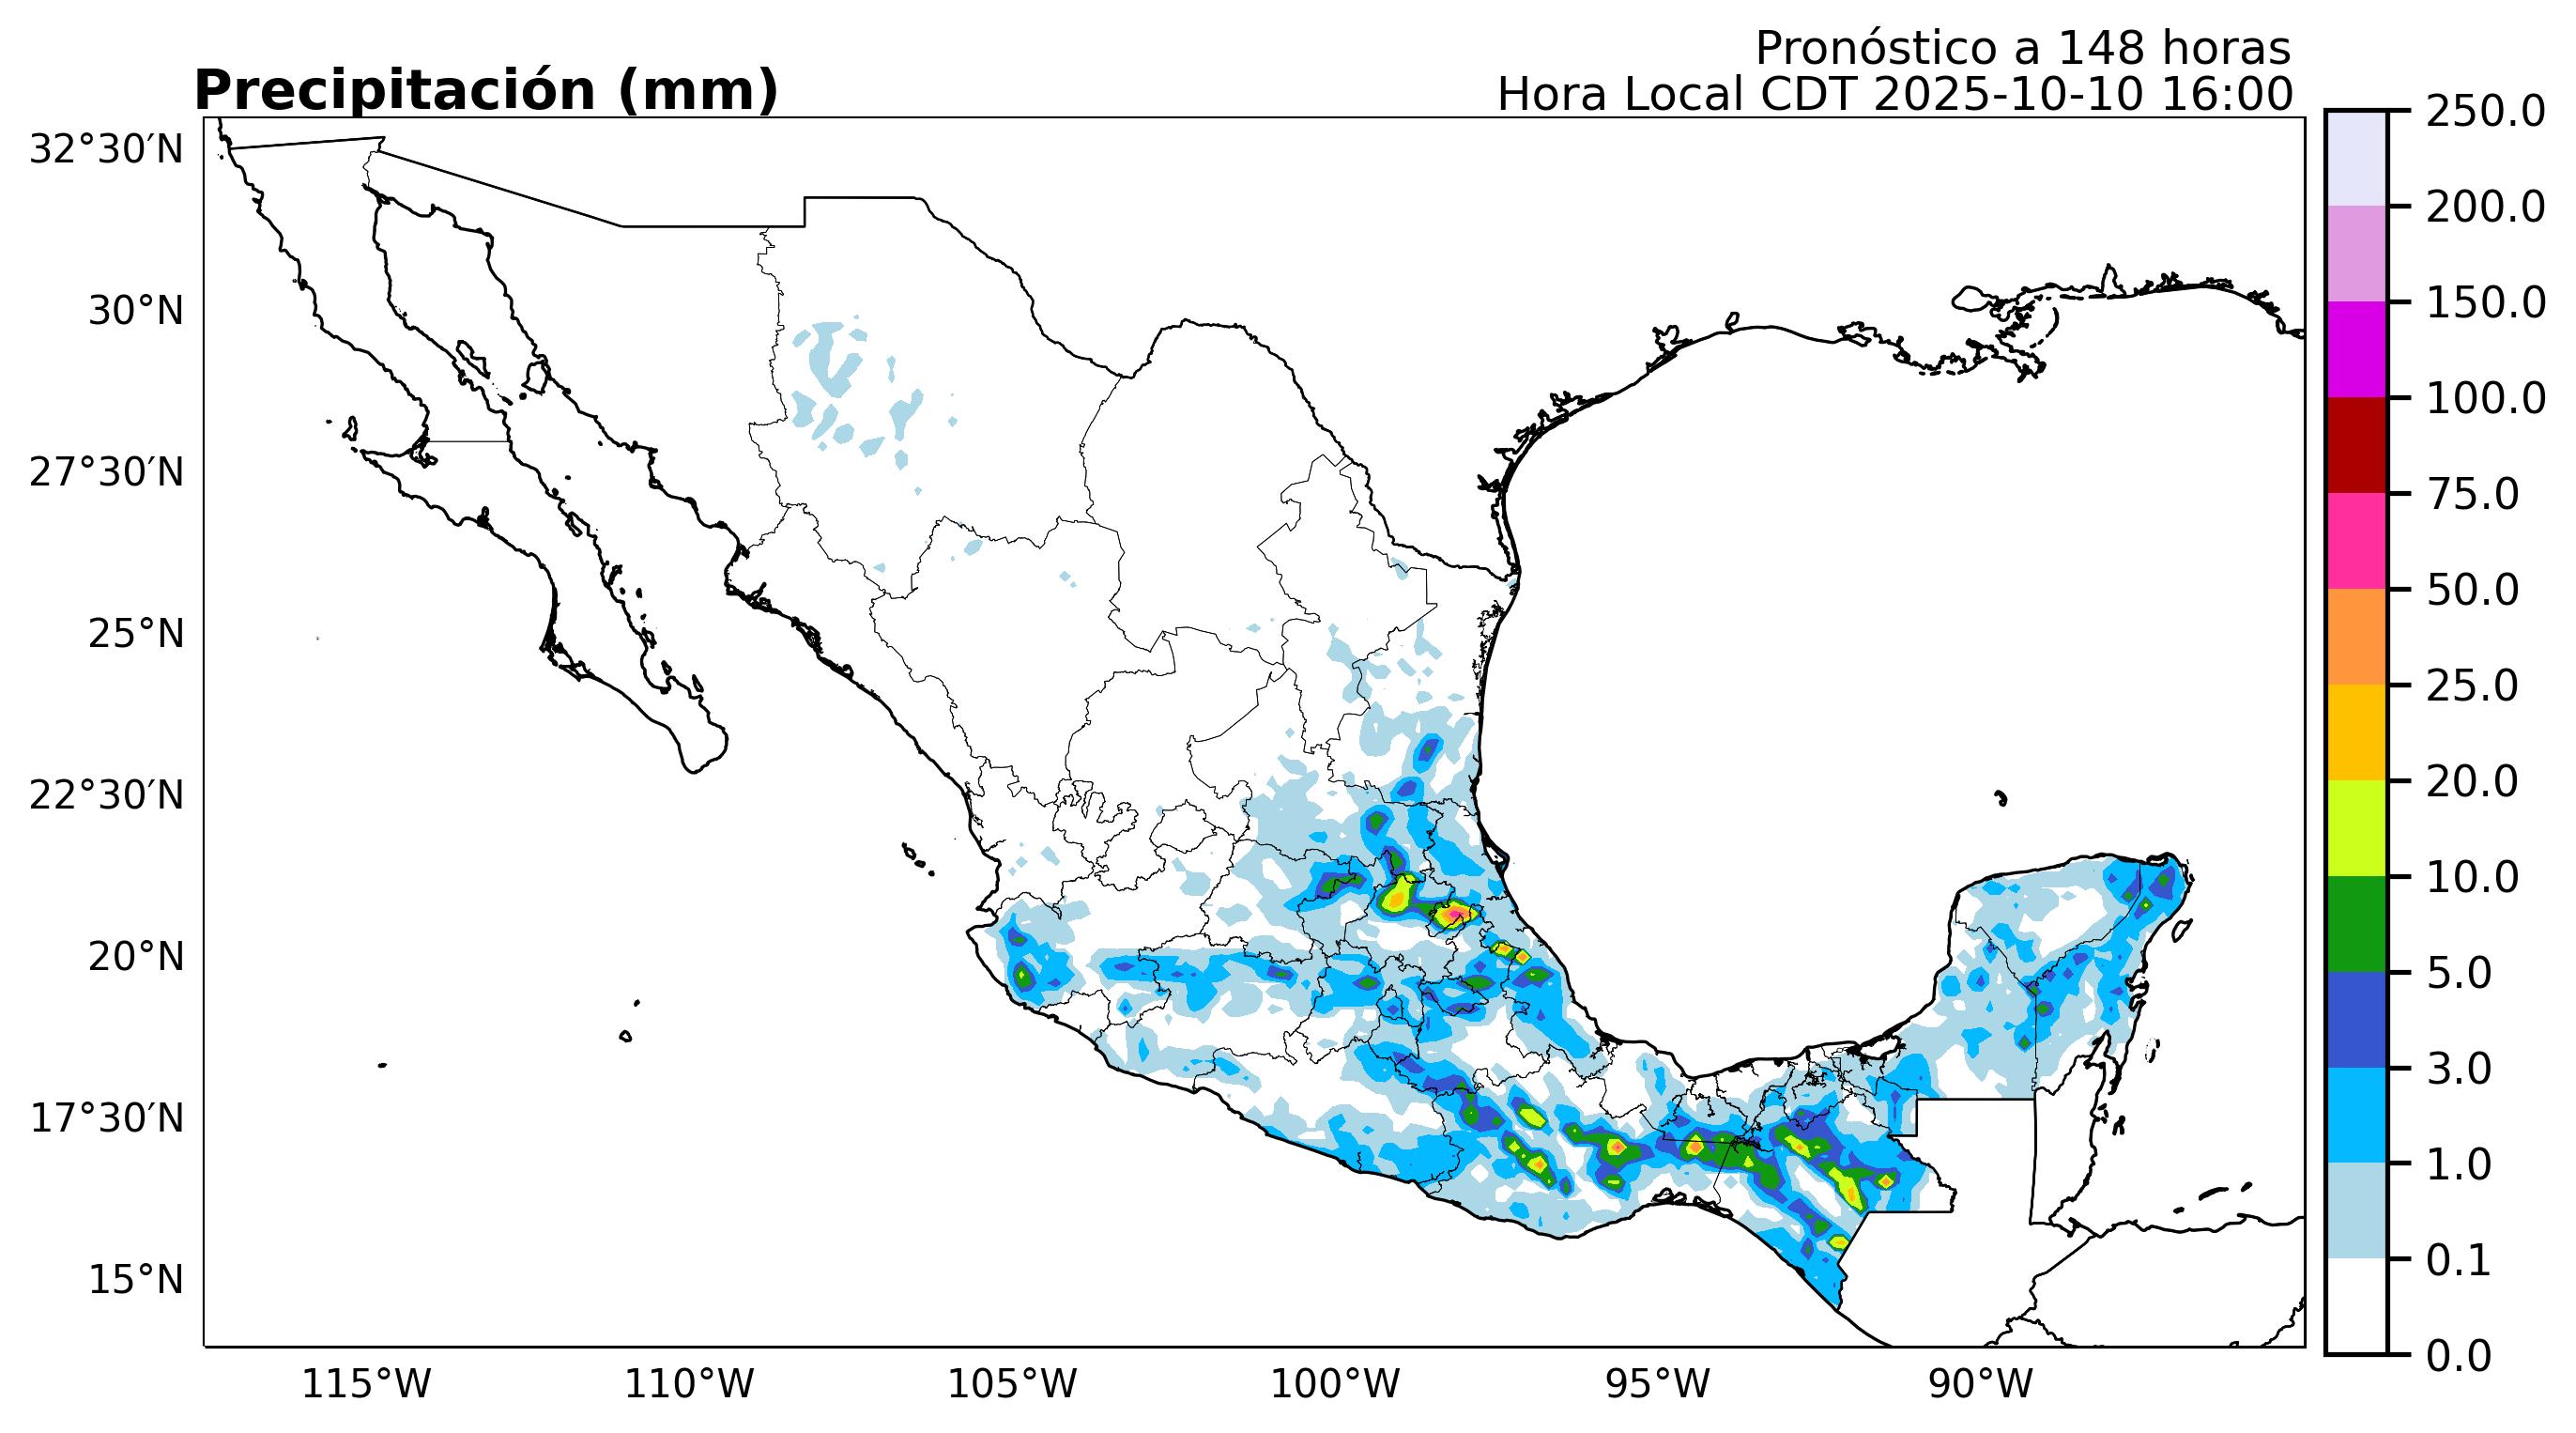 Pronóstico a 148 horas
Precipitación (mm)
Hora Local CDT 2025-10-10 16:00
32°30′N
30°N
27°30′N
25°N
22°30′N
20°N
17°30′N
15°N
115°W
110°W
105°W
100°W
95°W
90°W
250.0
200.0
150.0
100.0
75.0
50.0
25.0
20.0
10.0
5.0
3.0
1.0
0.1
0.0